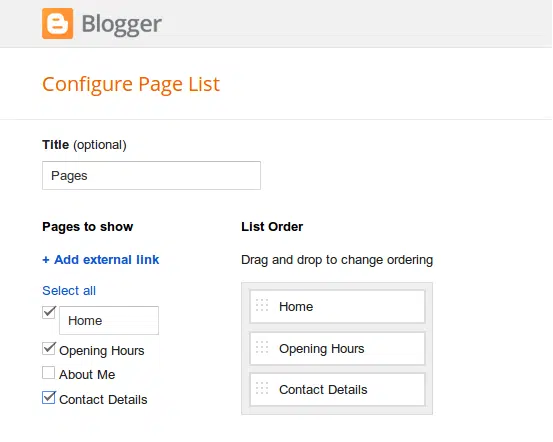 Blogger
Configure Page List
Title (optional)
Pages
Pages to show
+ Add external link
Select all
Home
Opening Hours
About Me
Contact Details
List Order
Drag and drop to change ordering
Home
Opening Hours
Contact Details